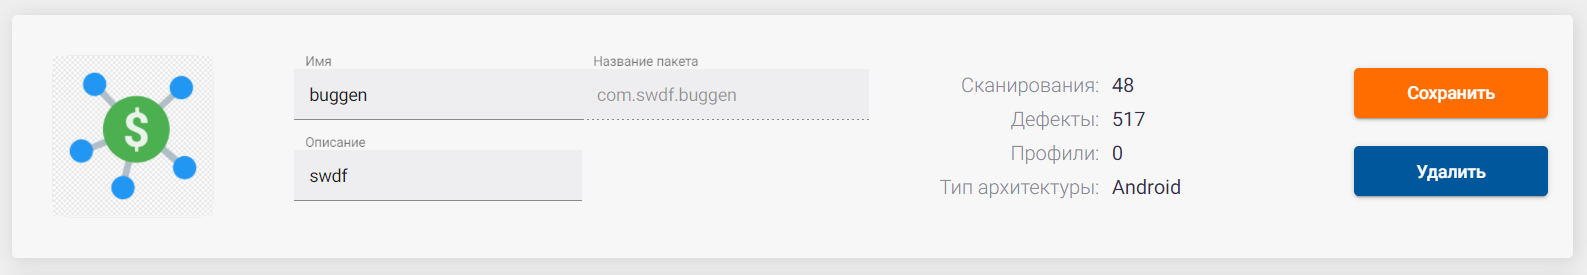 $
Имя
buggen
Название пакета
com.swdf.buggen
Описание
swdf
Сканирования: 48
Дефекты: 517
Профили: 0
Тип архитектуры: Android
Сохранить
Удалить